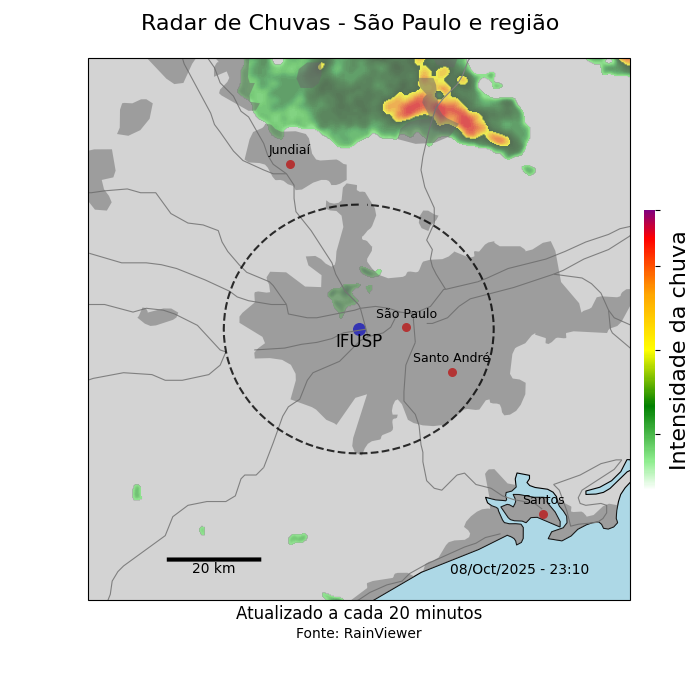 Radar de Chuvas - São Paulo e região
Jundiaí
São Paulo
IFUSP
Santo André
Intensidade da chuva
Santos
20 km
08/Oct/2025 - 23:10
Atualizado a cada 20 minutos
Fonte: RainViewer